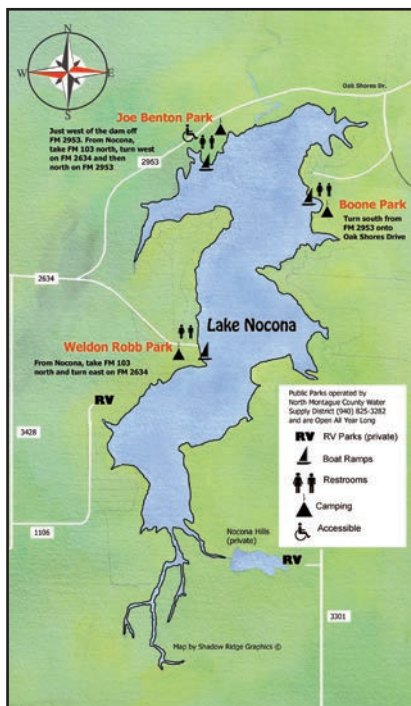 N
W
E
S
Oak Shores Dr.
Joe Benton Park
Just west of the dam off
FM 2953. From Nocona,
take FM 103 north, turn west
on FM 2634 and then
north on FM 2953
2953
Boone Park
Turn south from
FM 2953 onto
Oak Shores Drive
2634
Lake Nocona
Weldon Robb Park
From Nocona, take FM 103
north and turn east on FM 2634
Public Parks operated by
North Montague County Water
Supply District (940) 825-3282
and are Open All Year Long
RV RV Parks (private)
Boat Ramps
Restrooms
Camping
Accessible
RV
3428
1106
Nocona Hills
(private)
RV
3301
Map by Shadow Ridge Graphics ©